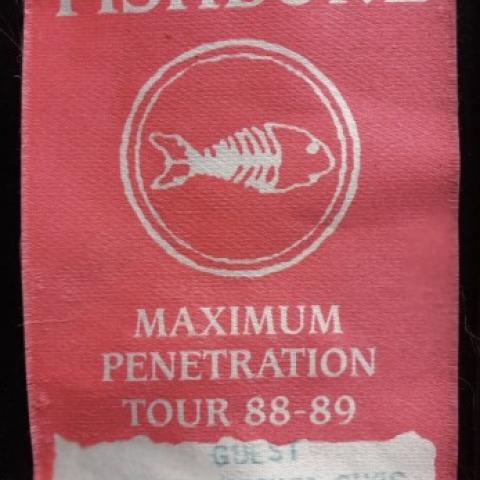 FISHBONE
MAXIMUM
PENETRATION
TOUR 88-89
GUEST